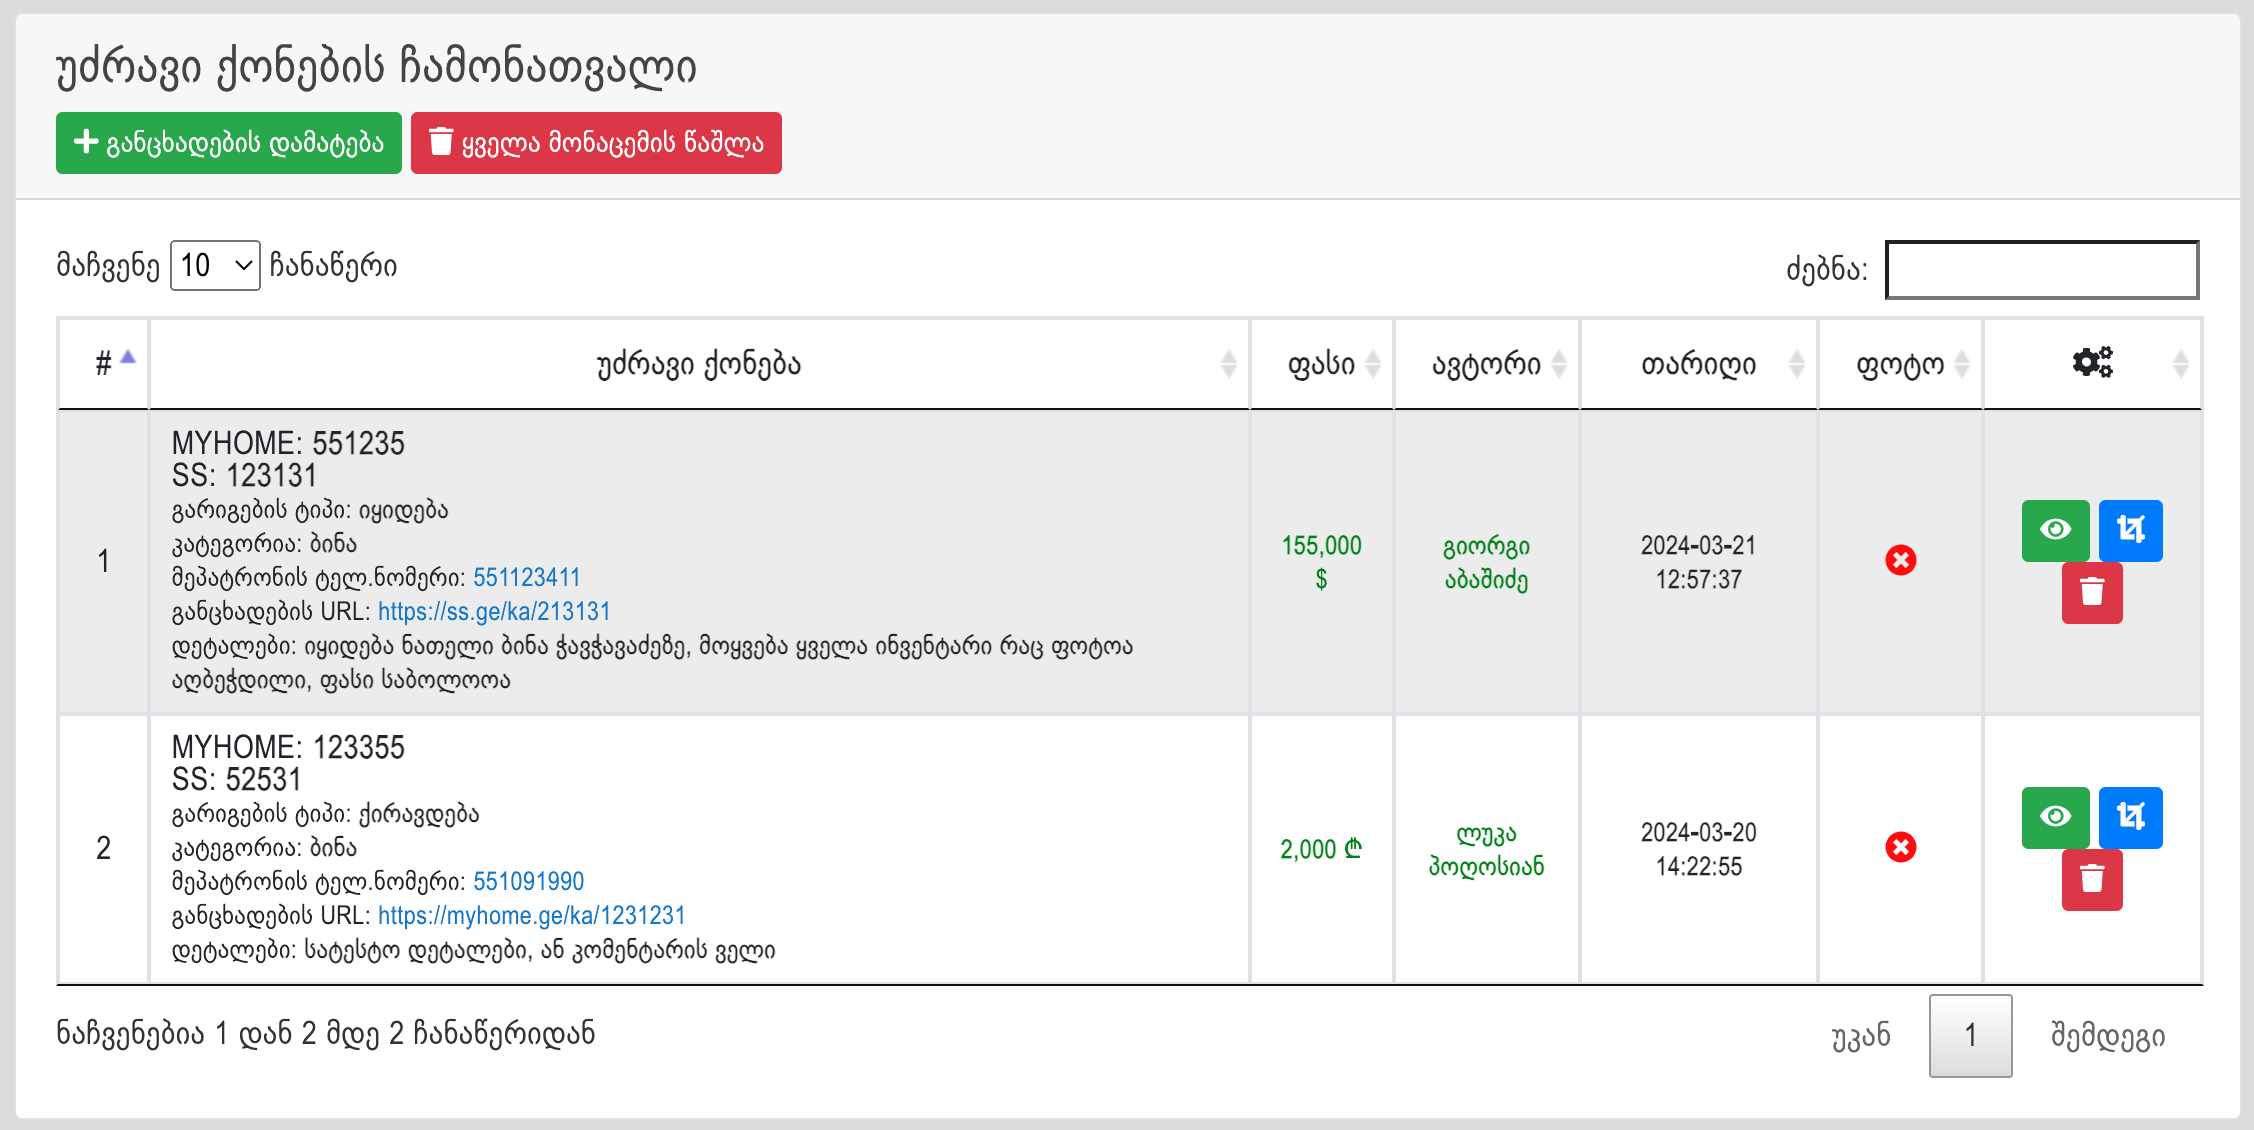 უძრავი ქონების ჩამონათვალი
განცხადების დამატება
ყველა მონაცემის წაშლა
მაჩვენე 10 ჩანაწერი
ძებნა:
# უძრავი ქონება ფასი ავტორი თარიღი ფოტო
1
MYHOME: 551235
SS: 123131
გარიგების ტიპი: იყიდება
კატეგორია: ბინა
მეპატრონის ტელ.ნომერი: 551123411
განცხადების URL: https://ss.ge/ka/213131
დეტალები: იყიდება ნათელი ბინა ჭავჭავაძეზე, მოყვება ყველა ინვენტარი რაც ფოტოა
აღბეჭდილი, ფასი საბოლოოა
155,000
$
გიორგი
აბაშიძე
2024-03-21
12:57:37
2
MYHOME: 123355
SS: 52531
გარიგების ტიპი: ქირავდება
კატეგორია: ბინა
მეპატრონის ტელ.ნომერი: 551091990
განცხადების URL: https://myhome.ge/ka/1231231
დეტალები: სატესტო დეტალები, ან კომენტარის ველი
2,000 ₾
ლუკა
პოღოსიან
2024-03-20
14:22:55
ნაჩვენებია 1 დან 2 მდე 2 ჩანაწერიდან
უკან 1 შემდეგი